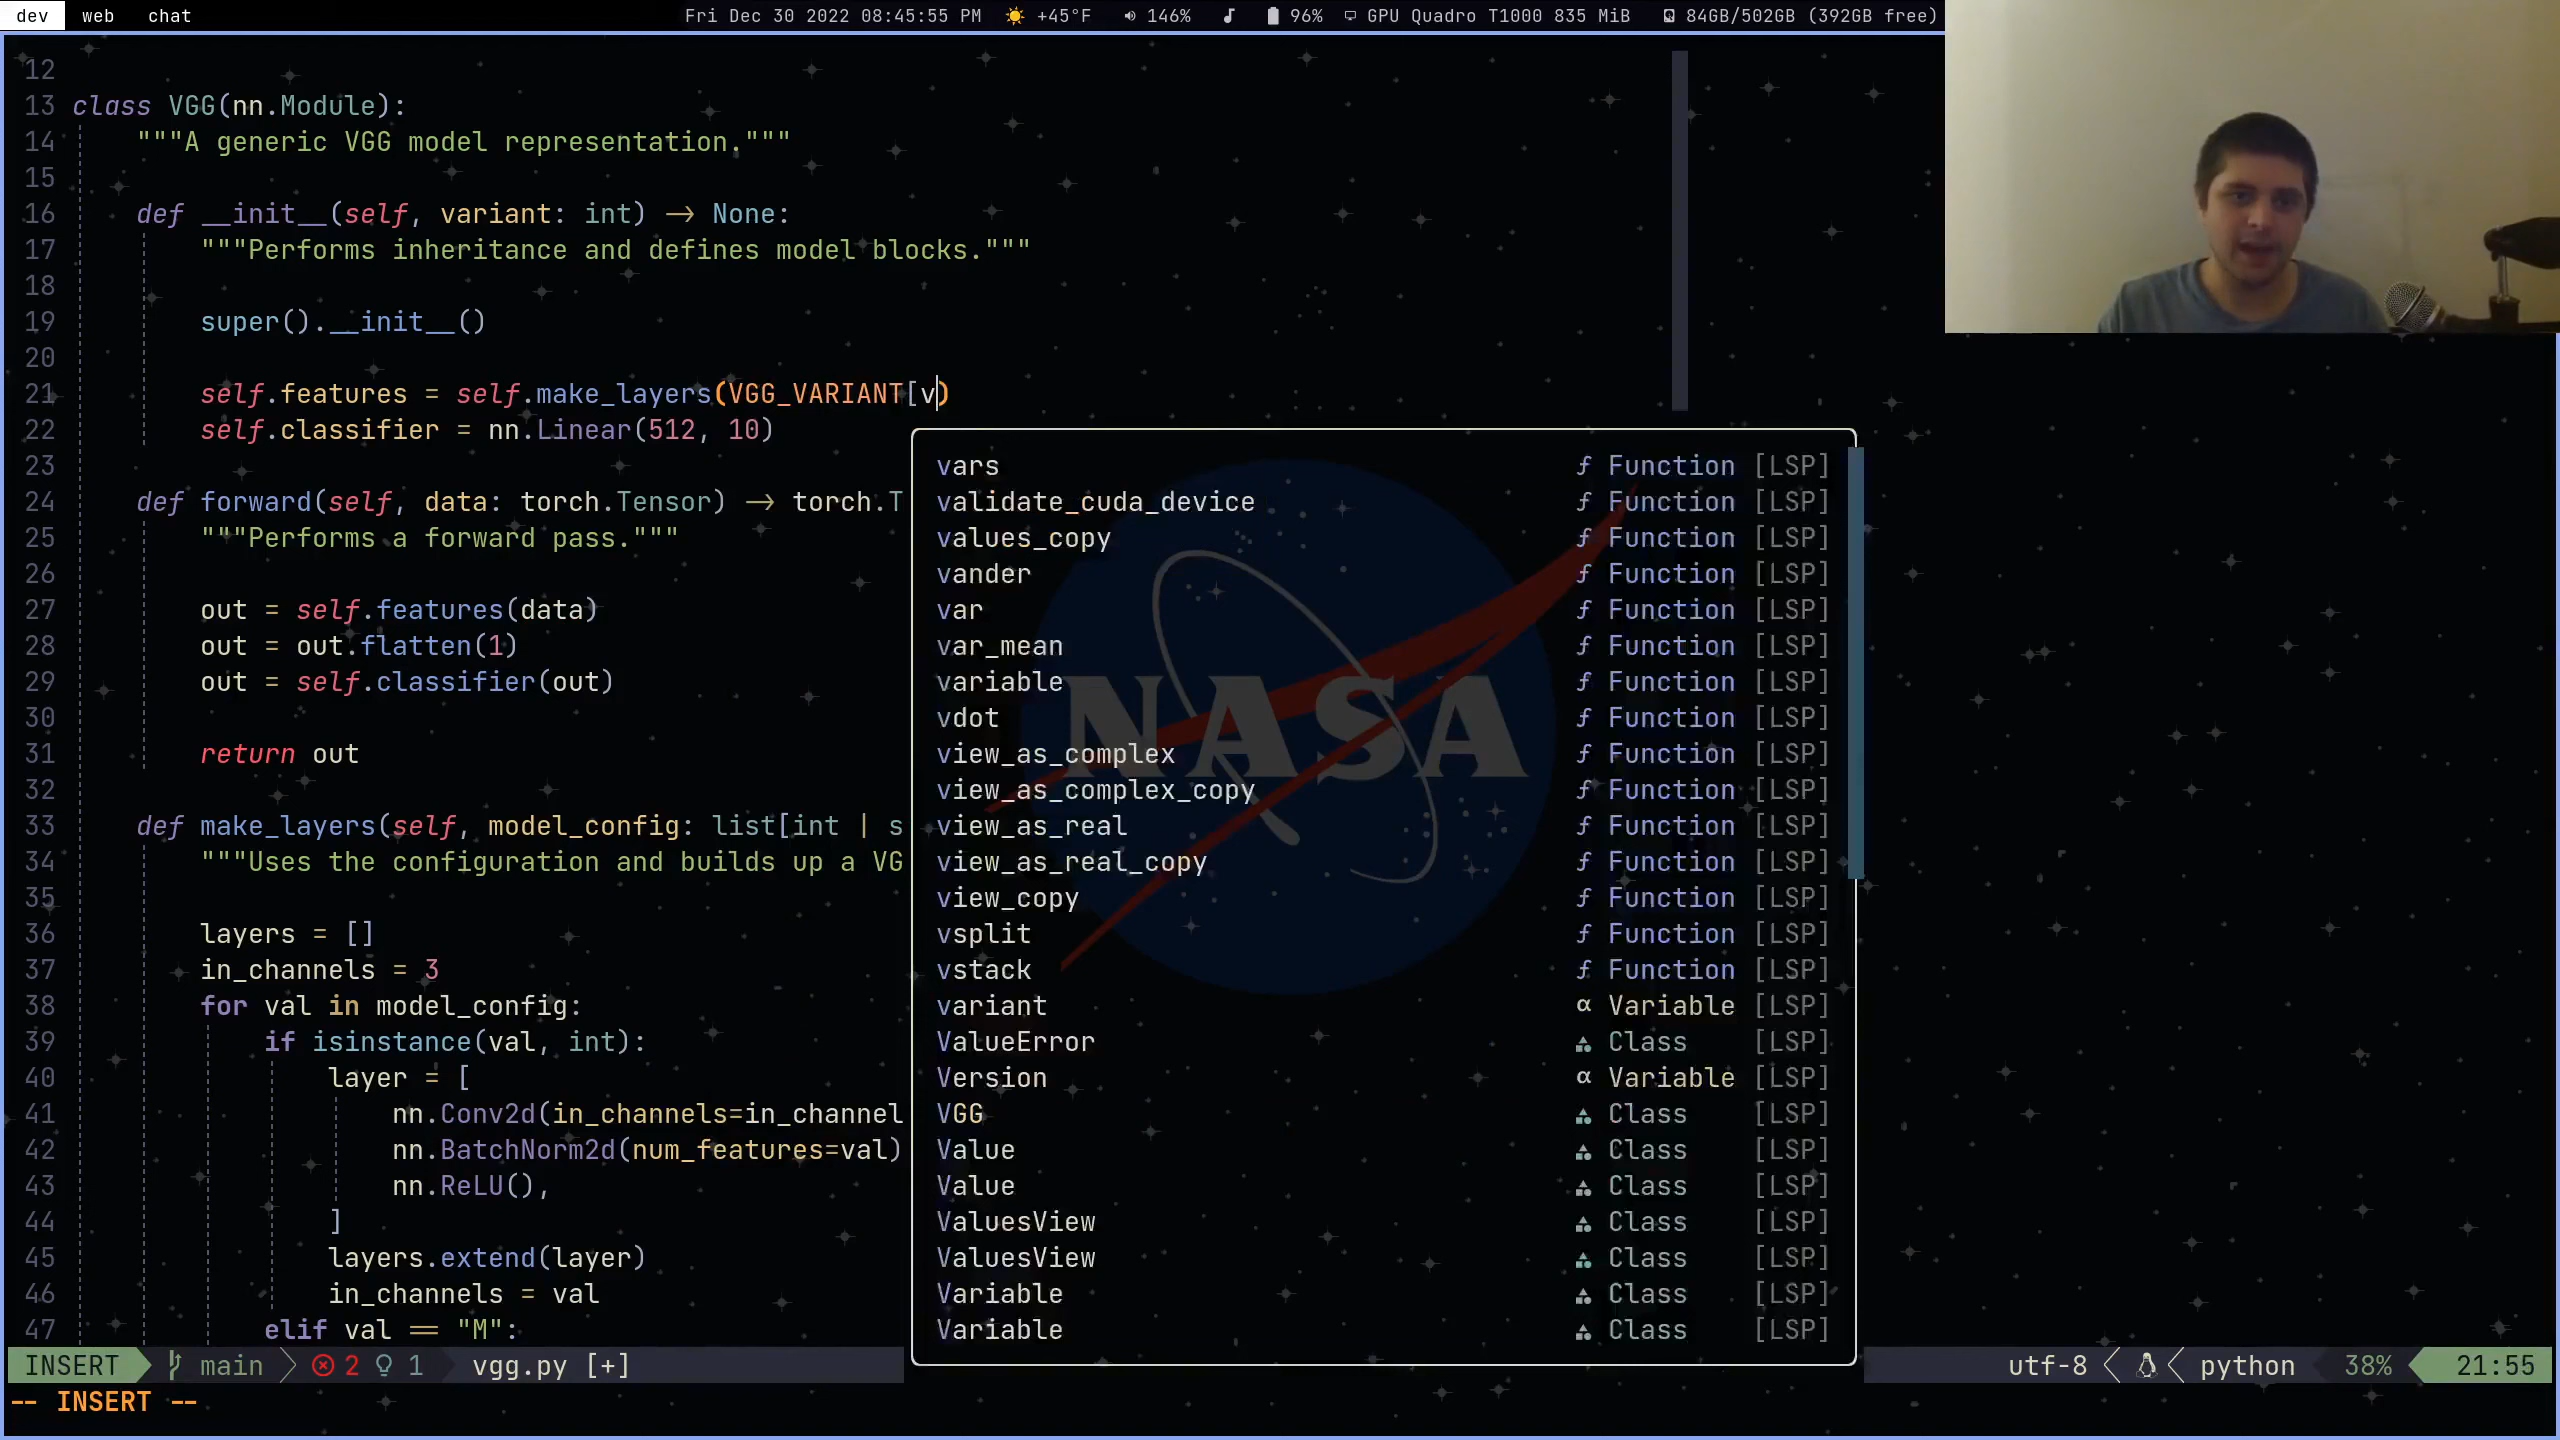 dev web chat Fri Dec 30 2022 08:45:55 PM +45°F 146% 96% GPU Quadro T1000 835 MiB 84GB/502GB (392GB free)
12
13 class VGG(nn.Module):
14 """A generic VGG model representation."""
15
16 def __init__(self, variant: int) -> None:
17 """Performs inheritance and defines model blocks."""
18
19 super().__init__()
20
21 self.features = self.make_layers(VGG_VARIANT[v)
22 self.classifier = nn.Linear(512, 10)
23
24 def forward(self, data: torch.Tensor) -> torch.T
25 """Performs a forward pass."""
26
27 out = self.features(data)
28 out = out.flatten(1)
29 out = self.classifier(out)
30
31 return out
32
33 def make_layers(self, model_config: list[int | s
34 """Uses the configuration and builds up a VG
35
36 layers = []
37 in_channels = 3
38 for val in model_config:
39 if isinstance(val, int):
40 layer = [
41 nn.Conv2d(in_channels=in_channel
42 nn.BatchNorm2d(num_features=val)
43 nn.ReLU(),
44 ]
45 layers.extend(layer)
46 in_channels = val
47 elif val == "M":
vars ƒ Function [LSP]
validate_cuda_device ƒ Function [LSP]
values_copy ƒ Function [LSP]
vander ƒ Function [LSP]
var ƒ Function [LSP]
var_mean ƒ Function [LSP]
variable ƒ Function [LSP]
vdot ƒ Function [LSP]
view_as_complex ƒ Function [LSP]
view_as_complex_copy ƒ Function [LSP]
view_as_real ƒ Function [LSP]
view_as_real_copy ƒ Function [LSP]
view_copy ƒ Function [LSP]
vsplit ƒ Function [LSP]
vstack ƒ Function [LSP]
variant α Variable [LSP]
ValueError Class [LSP]
Version α Variable [LSP]
VGG Class [LSP]
Value Class [LSP]
Value Class [LSP]
ValuesView Class [LSP]
ValuesView Class [LSP]
Variable Class [LSP]
Variable Class [LSP]
NASA
INSERT main 2 1 vgg.py [+] utf-8 python 38% 21:55
-- INSERT --